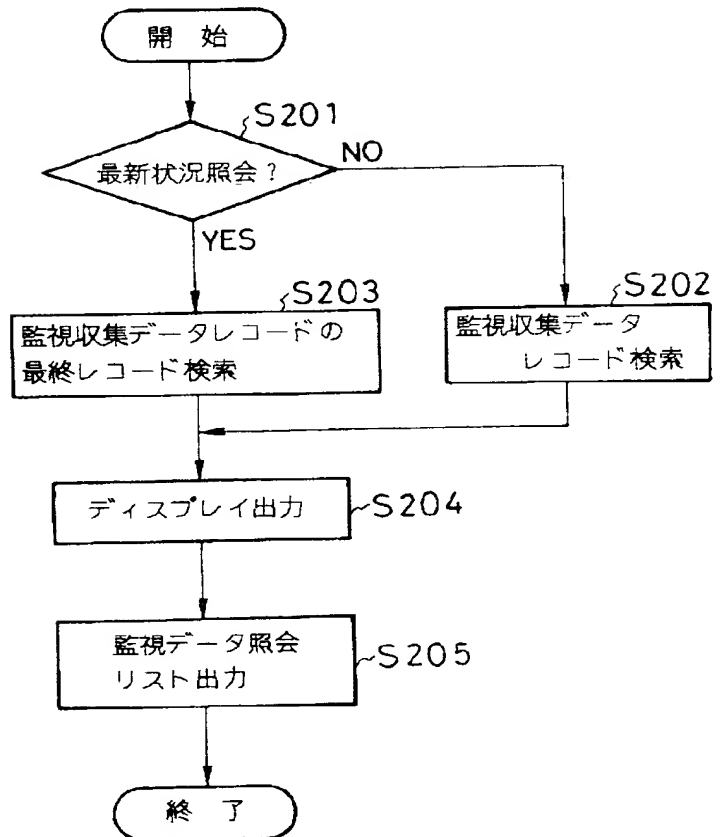 開始
S201
最新状況照会?
NO
YES
S203
S202
監視収集データレコードの
最終レコード検索
監視収集データ
レコード検索
ディスプレイ出力
S204
監視データ照会
リスト出力
S205
終了